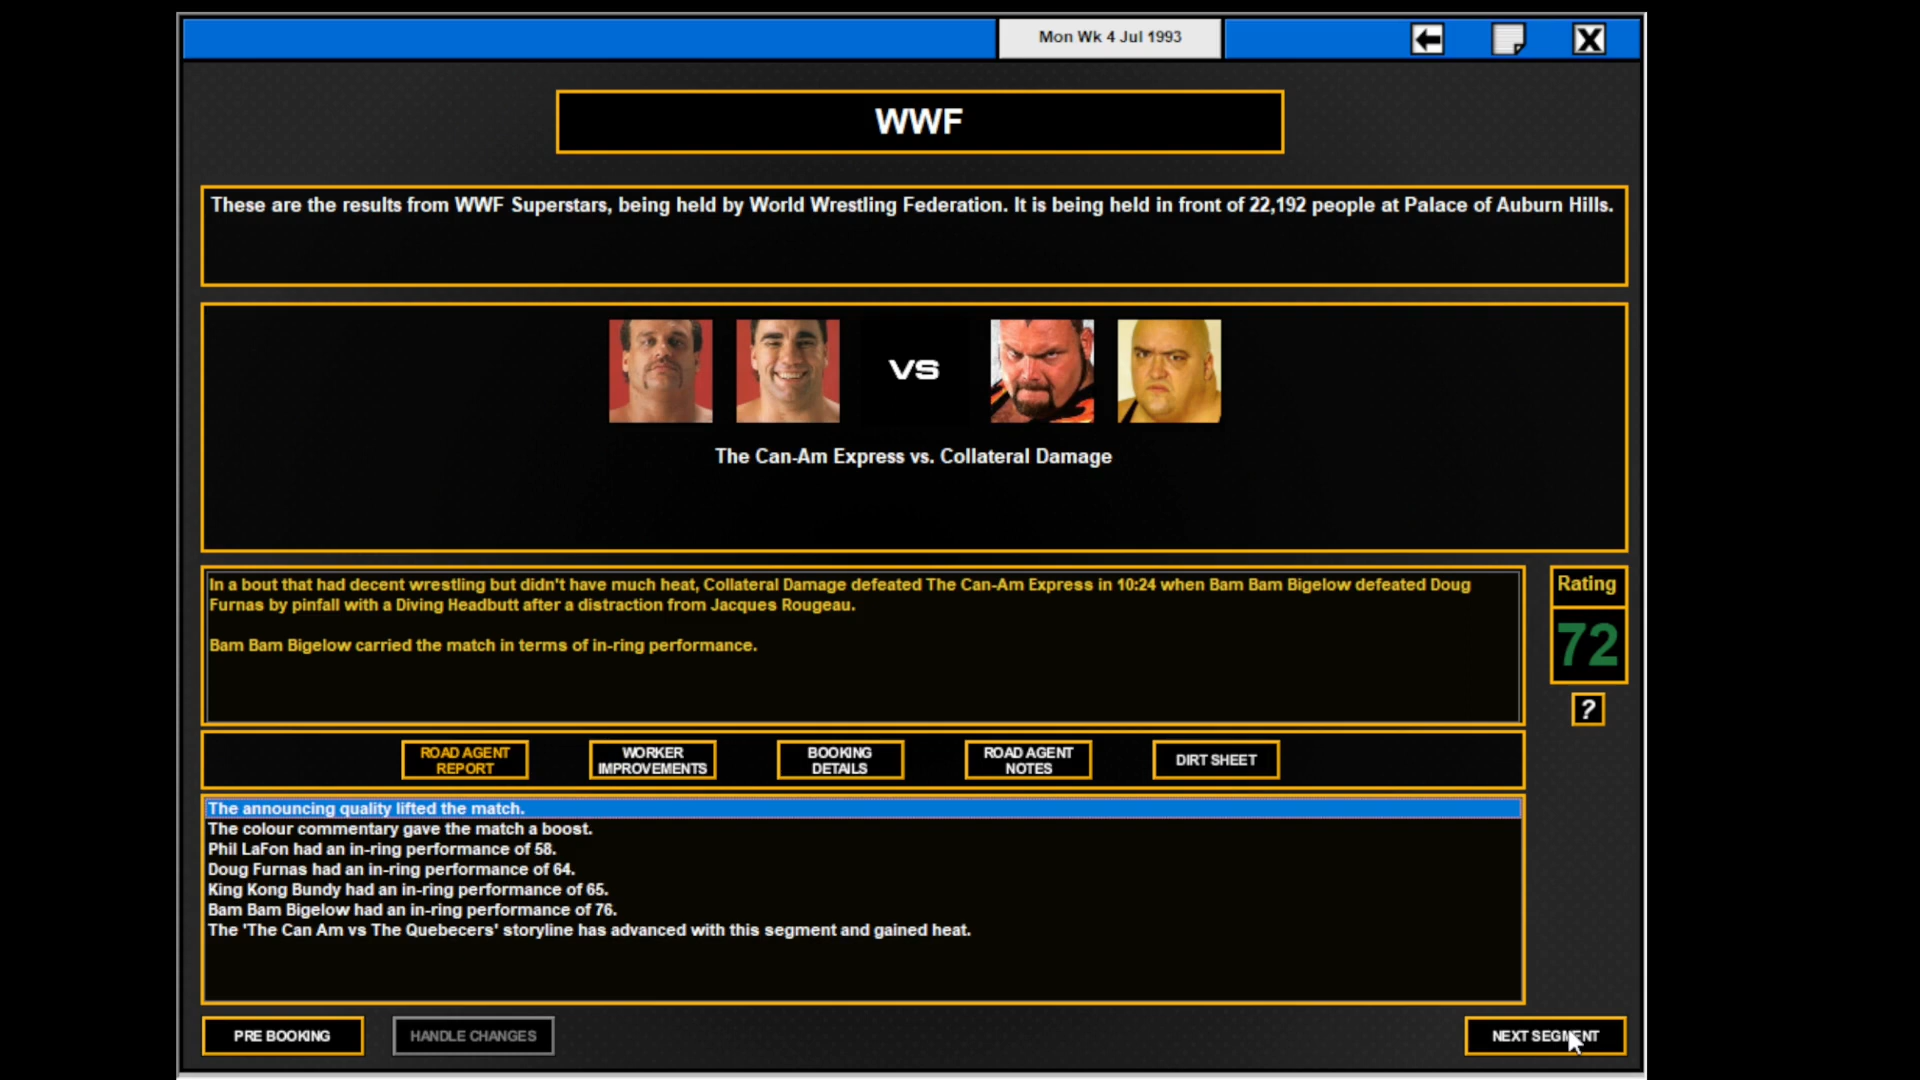 Mon Wk 4 Jul 1993
WWF
These are the results from WWF Superstars, being held by World Wrestling Federation. It is being held in front of 22,192 people at Palace of Auburn Hills.
VS
The Can-Am Express vs. Collateral Damage
In a bout that had decent wrestling but didn't have much heat, Collateral Damage defeated The Can-Am Express in 10:24 when Bam Bam Bigelow defeated Doug
Furnas by pinfall with a Diving Headbutt after a distraction from Jacques Rougeau.
Bam Bam Bigelow carried the match in terms of in-ring performance.
Rating
72
?
ROAD AGENT
REPORT
WORKER
IMPROVEMENTS
BOOKING
DETAILS
ROAD AGENT
NOTES
DIRT SHEET
The announcing quality lifted the match.
The colour commentary gave the match a boost.
Phil LaFon had an in-ring performance of 58.
Doug Furnas had an in-ring performance of 64.
King Kong Bundy had an in-ring performance of 65.
Bam Bam Bigelow had an in-ring performance of 76.
The 'The Can Am vs The Quebecers' storyline has advanced with this segment and gained heat.
PRE BOOKING
HANDLE CHANGES
NEXT SEGMENT